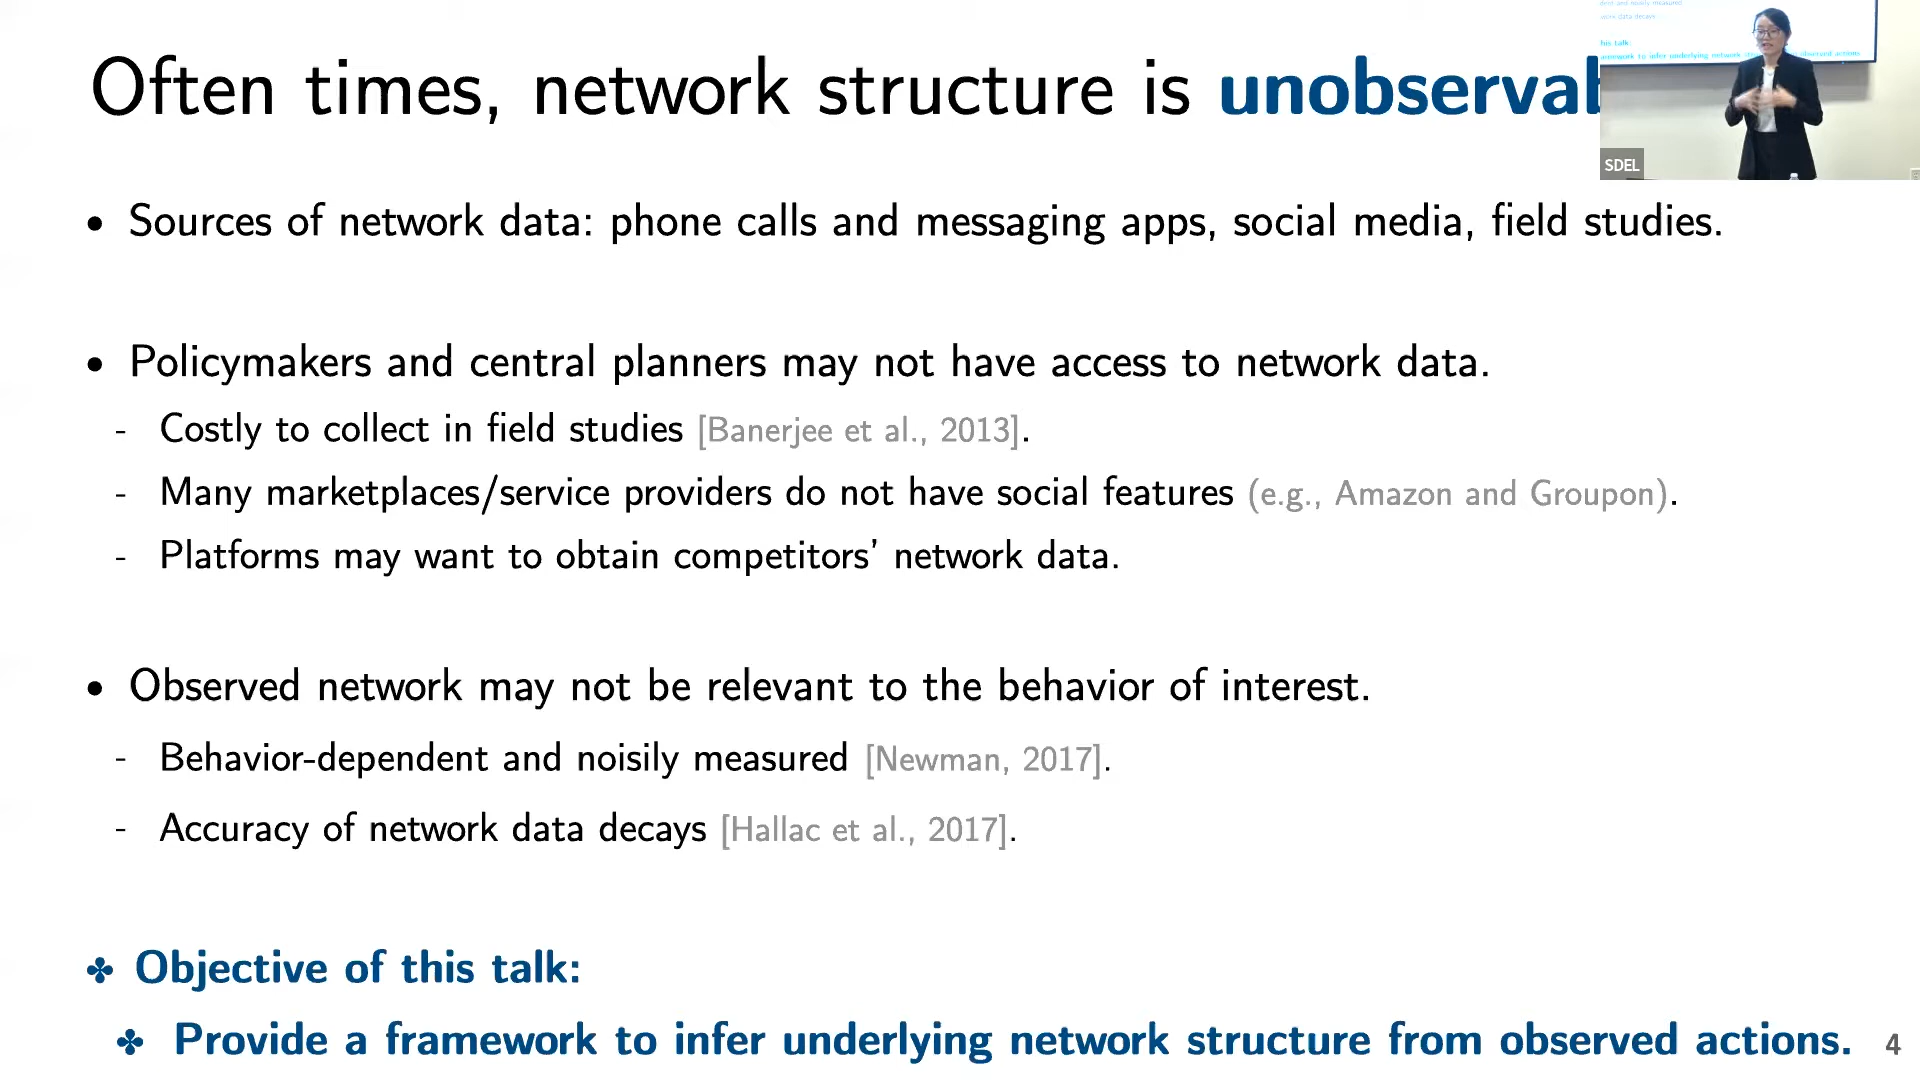 Often times, network structure is unobservab
SDEL
• Sources of network data: phone calls and messaging apps, social media, field studies.
• Policymakers and central planners may not have access to network data.
- Costly to collect in field studies [Banerjee et al., 2013].
- Many marketplaces/service providers do not have social features (e.g., Amazon and Groupon).
- Platforms may want to obtain competitors’ network data.
• Observed network may not be relevant to the behavior of interest.
- Behavior-dependent and noisily measured [Newman, 2017].
- Accuracy of network data decays [Hallac et al., 2017].
✤ Objective of this talk:
✤ Provide a framework to infer underlying network structure from observed actions.
4